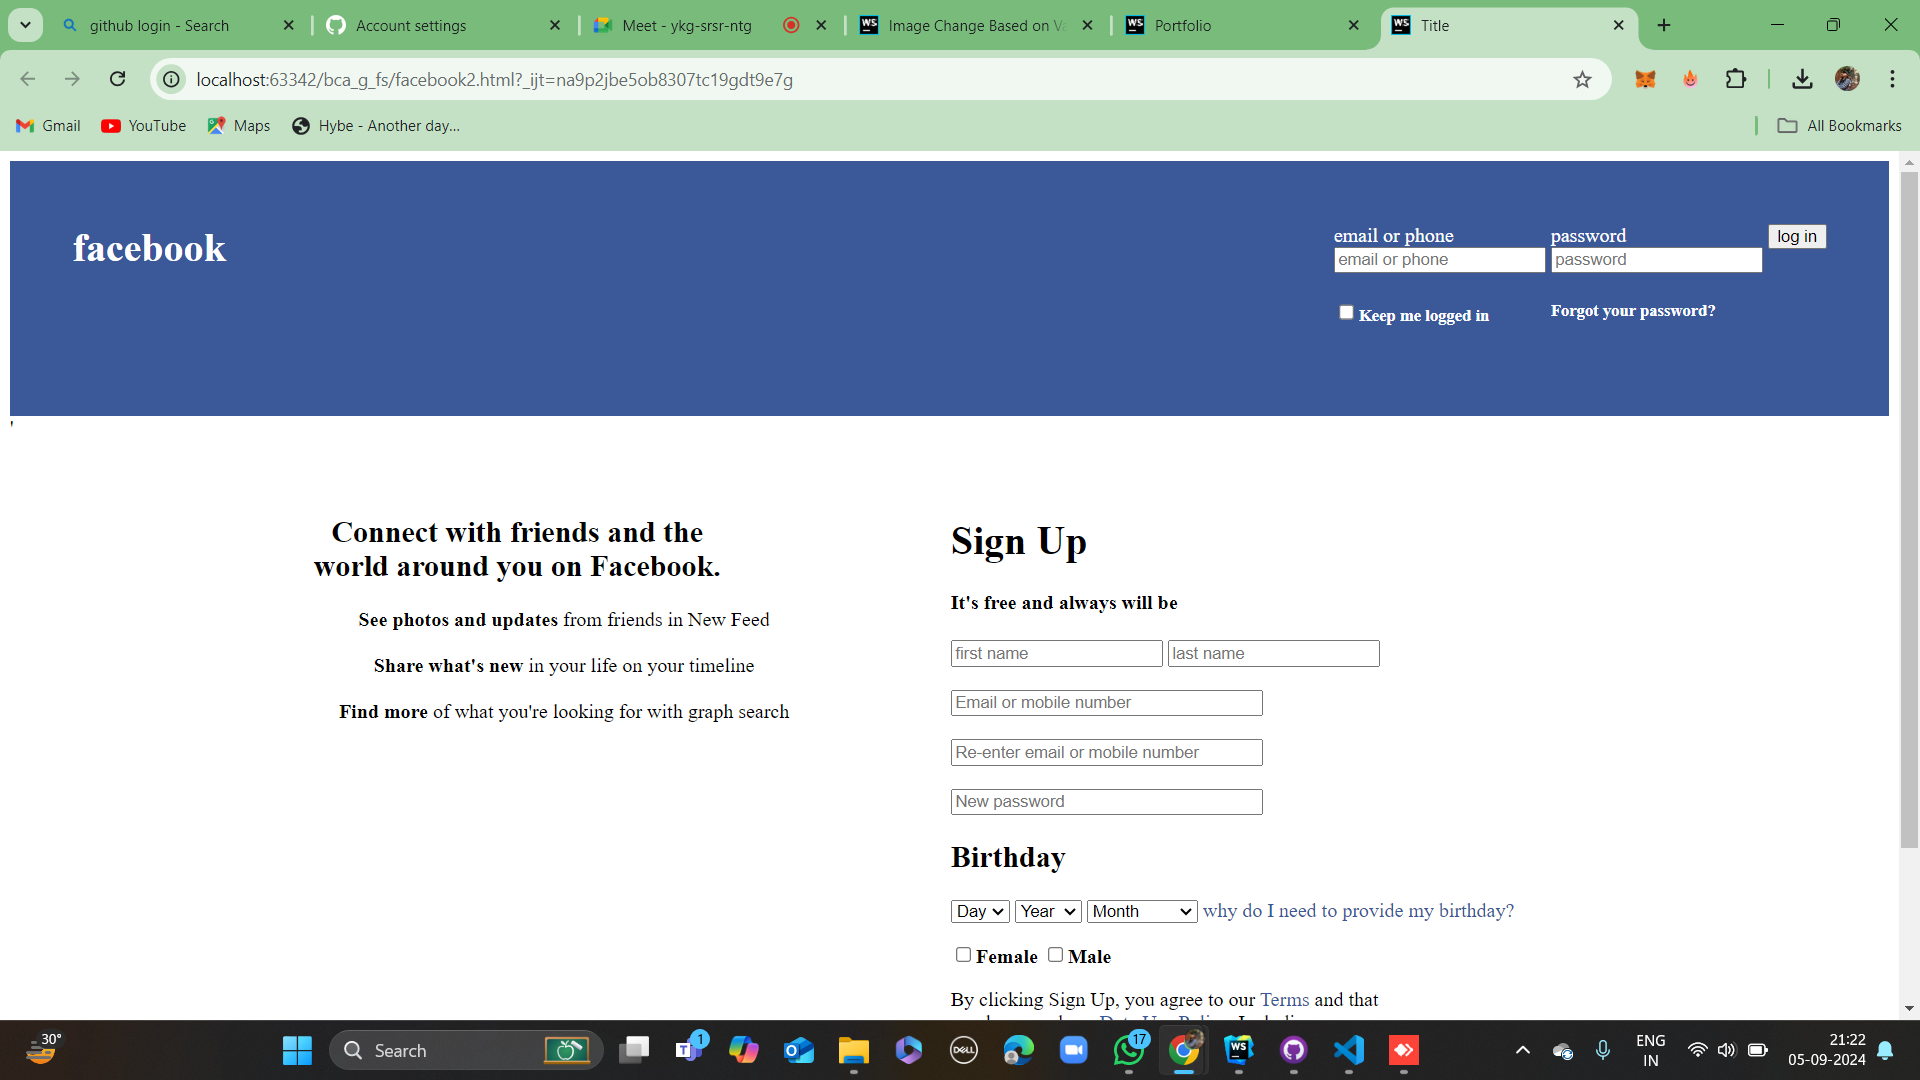 github login - Search
Account settings
Meet - ykg-srsr-ntg
Image Change Based on Va
Portfolio
Title
localhost:63342/bca_g_fs/facebook2.html?_ijt=na9p2jbe5ob8307tc19gdt9e7g
Gmail
YouTube
Maps
Hybe - Another day...
All Bookmarks
facebook
email or phone
password
log in
email or phone
password
Keep me logged in
Forgot your password?
'
Connect with friends and the
world around you on Facebook.
See photos and updates from friends in New Feed
Share what's new in your life on your timeline
Find more of what you're looking for with graph search
Sign Up
It's free and always will be
first name
last name
Email or mobile number
Re-enter email or mobile number
New password
Birthday
Day
Year
Month
why do I need to provide my birthday?
Female
Male
By clicking Sign Up, you agree to our Terms and that
30°
Search
1
DELL
17
WS
ENG
IN
21:22
05-09-2024